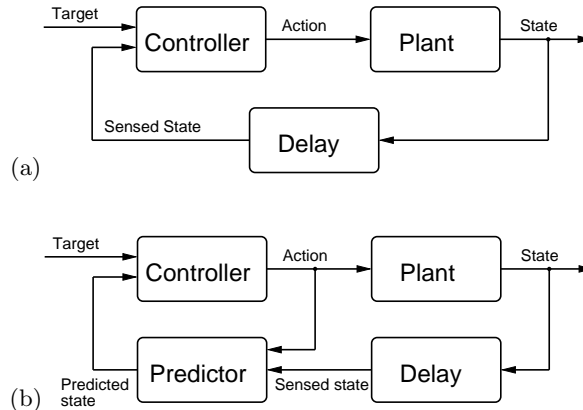 Target
Controller
Action
Plant
State
Sensed State
Delay
(a)
Target
Controller
Action
Plant
State
Predictor
Delay
Predicted
state
Sensed state
(b)